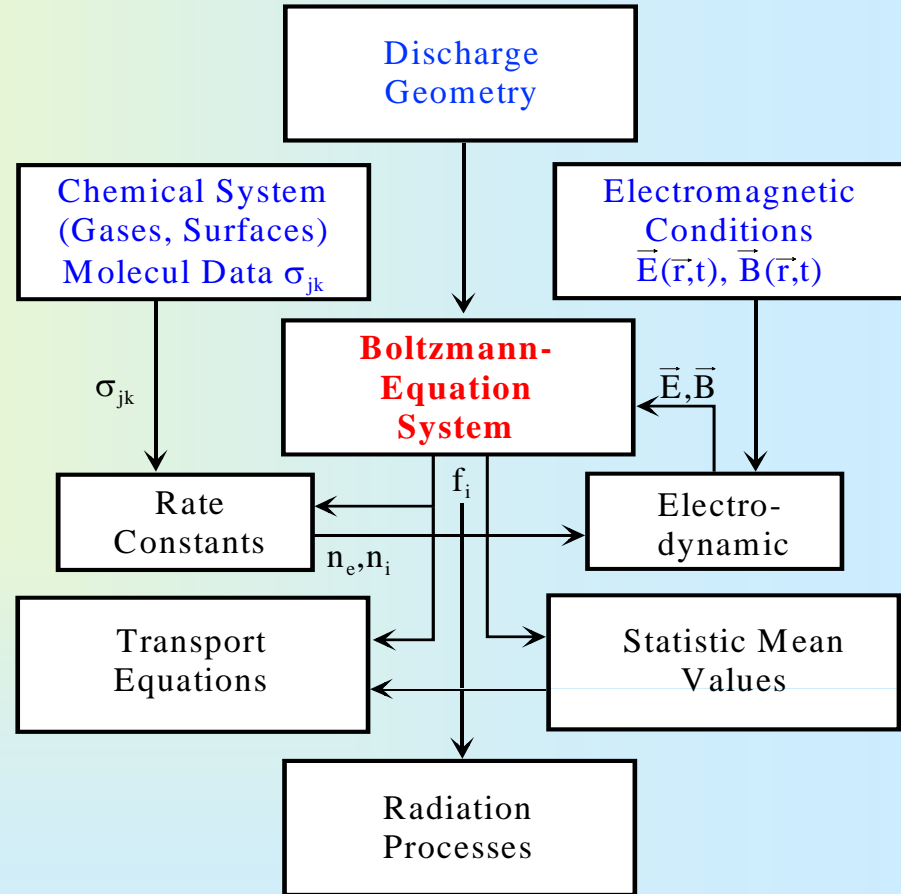 Discharge
Geometry
Chemical System
(Gases, Surfaces)
Molecul Data σjk
Electromagnetic
Conditions
E⃗(r⃗,t), B⃗(r⃗,t)
Boltzmann-
Equation
System
σjk
E⃗,B⃗
Rate
Constants
fi
Electro-
dynamic
ne,ni
Transport
Equations
Statistic Mean
Values
Radiation
Processes